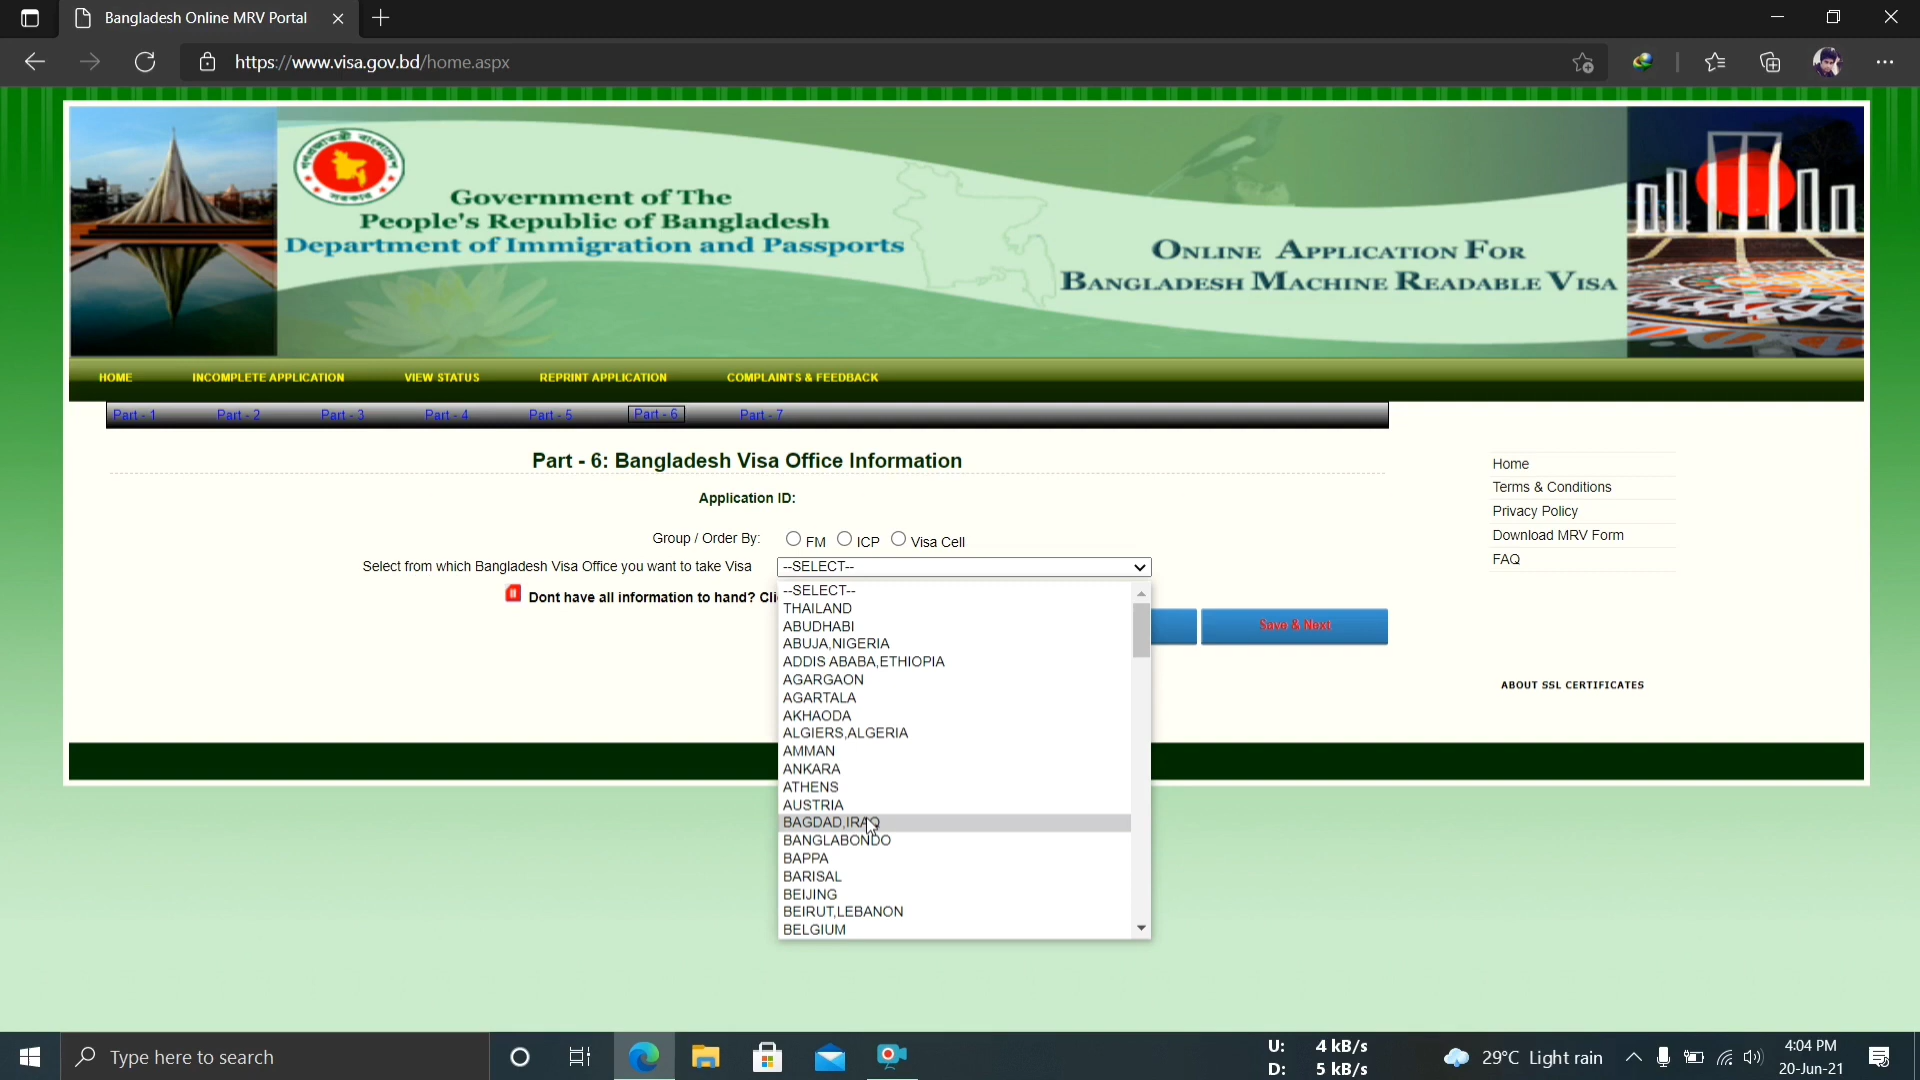 Bangladesh Online MRV Portal
https://www.visa.gov.bd/home.aspx
Government of The
People's Republic of Bangladesh
Department of Immigration and Passports
Online Application For
Bangladesh Machine Readable Visa
HOME
INCOMPLETE APPLICATION
VIEW STATUS
REPRINT APPLICATION
COMPLAINTS & FEEDBACK
Part - 1
Part - 2
Part - 3
Part - 4
Part - 5
Part - 6
Part - 7
Part - 6: Bangladesh Visa Office Information
Application ID:
Group / Order By:
FM
ICP
Visa Cell
Select from which Bangladesh Visa Office you want to take Visa
--SELECT--
Dont have all information to hand? Cli
--SELECT--
THAILAND
ABUDHABI
ABUJA,NIGERIA
ADDIS ABABA,ETHIOPIA
AGARGAON
AGARTALA
AKHAODA
ALGIERS,ALGERIA
AMMAN
ANKARA
ATHENS
AUSTRIA
BAGDAD,IRAQ
BANGLABONDO
BAPPA
BARISAL
BEIJING
BEIRUT,LEBANON
BELGIUM
Save & Next
Home
Terms & Conditions
Privacy Policy
Download MRV Form
FAQ
ABOUT SSL CERTIFICATES
Type here to search
U: 4 kB/s
D: 5 kB/s
29°C Light rain
4:04 PM
20-Jun-21